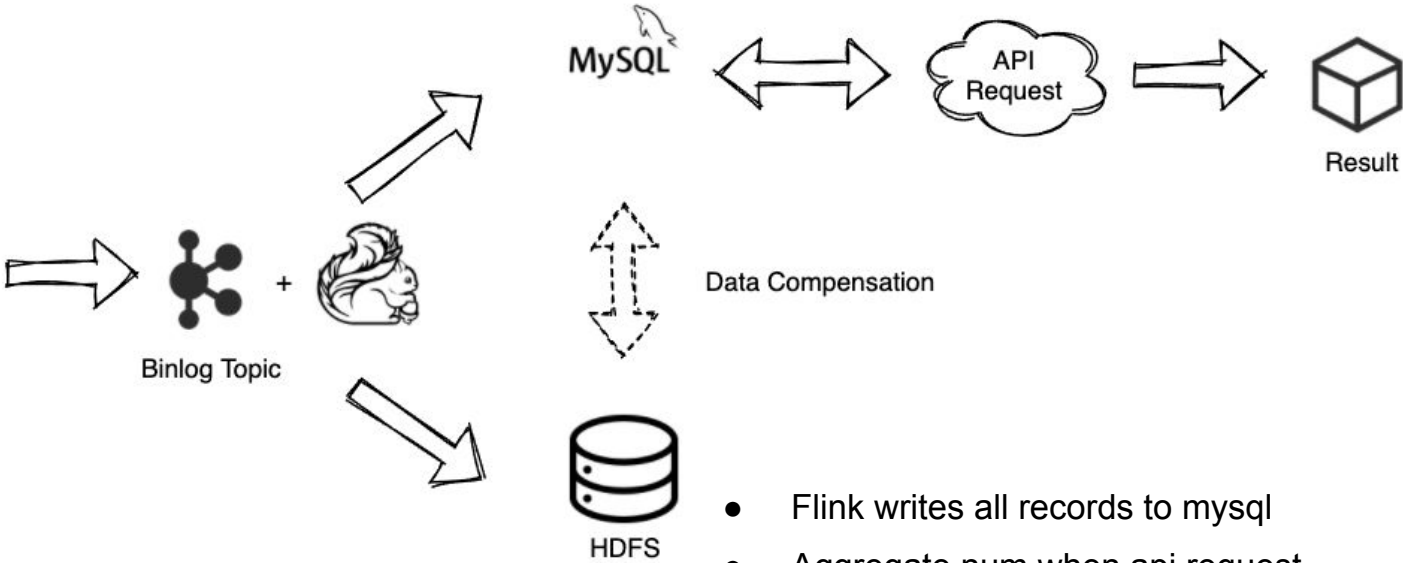 MySQL
API
Request
Result
+
Data Compensation
Binlog Topic
HDFS
● Flink writes all records to mysql